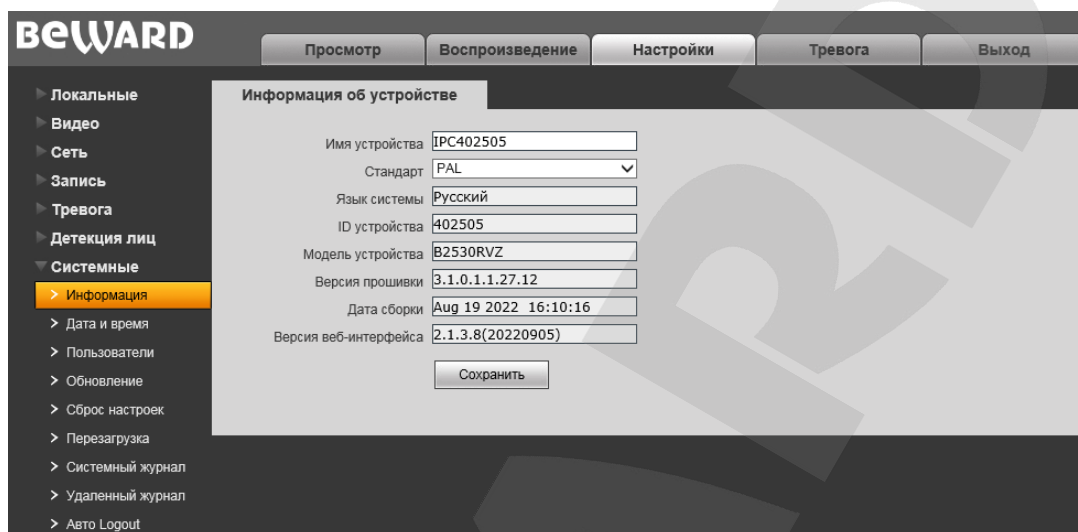 BEWARD
Просмотр Воспроизведение Настройки Тревога Выход
Локальные
Видео
Сеть
Запись
Тревога
Детекция лиц
Системные
Информация
Дата и время
Пользователи
Обновление
Сброс настроек
Перезагрузка
Системный журнал
Удаленный журнал
Авто Logout
Информация об устройстве
Имя устройства IPC402505
Стандарт PAL
Язык системы Русский
ID устройства 402505
Модель устройства B2530RVZ
Версия прошивки 3.1.0.1.1.27.12
Дата сборки Aug 19 2022 16:10:16
Версия веб-интерфейса 2.1.3.8(20220905)
Сохранить